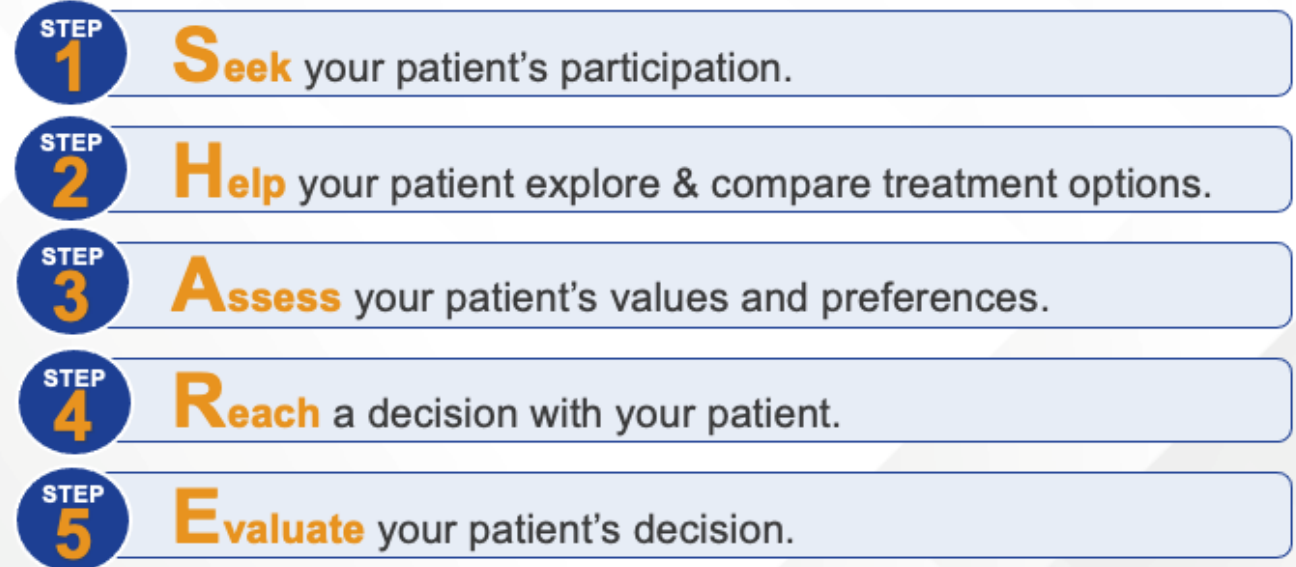 STEP
1
Seek your patient's participation.
STEP
2
Help your patient explore & compare treatment options.
STEP
3
Assess your patient's values and preferences.
STEP
4
Reach a decision with your patient.
STEP
5
Evaluate your patient's decision.